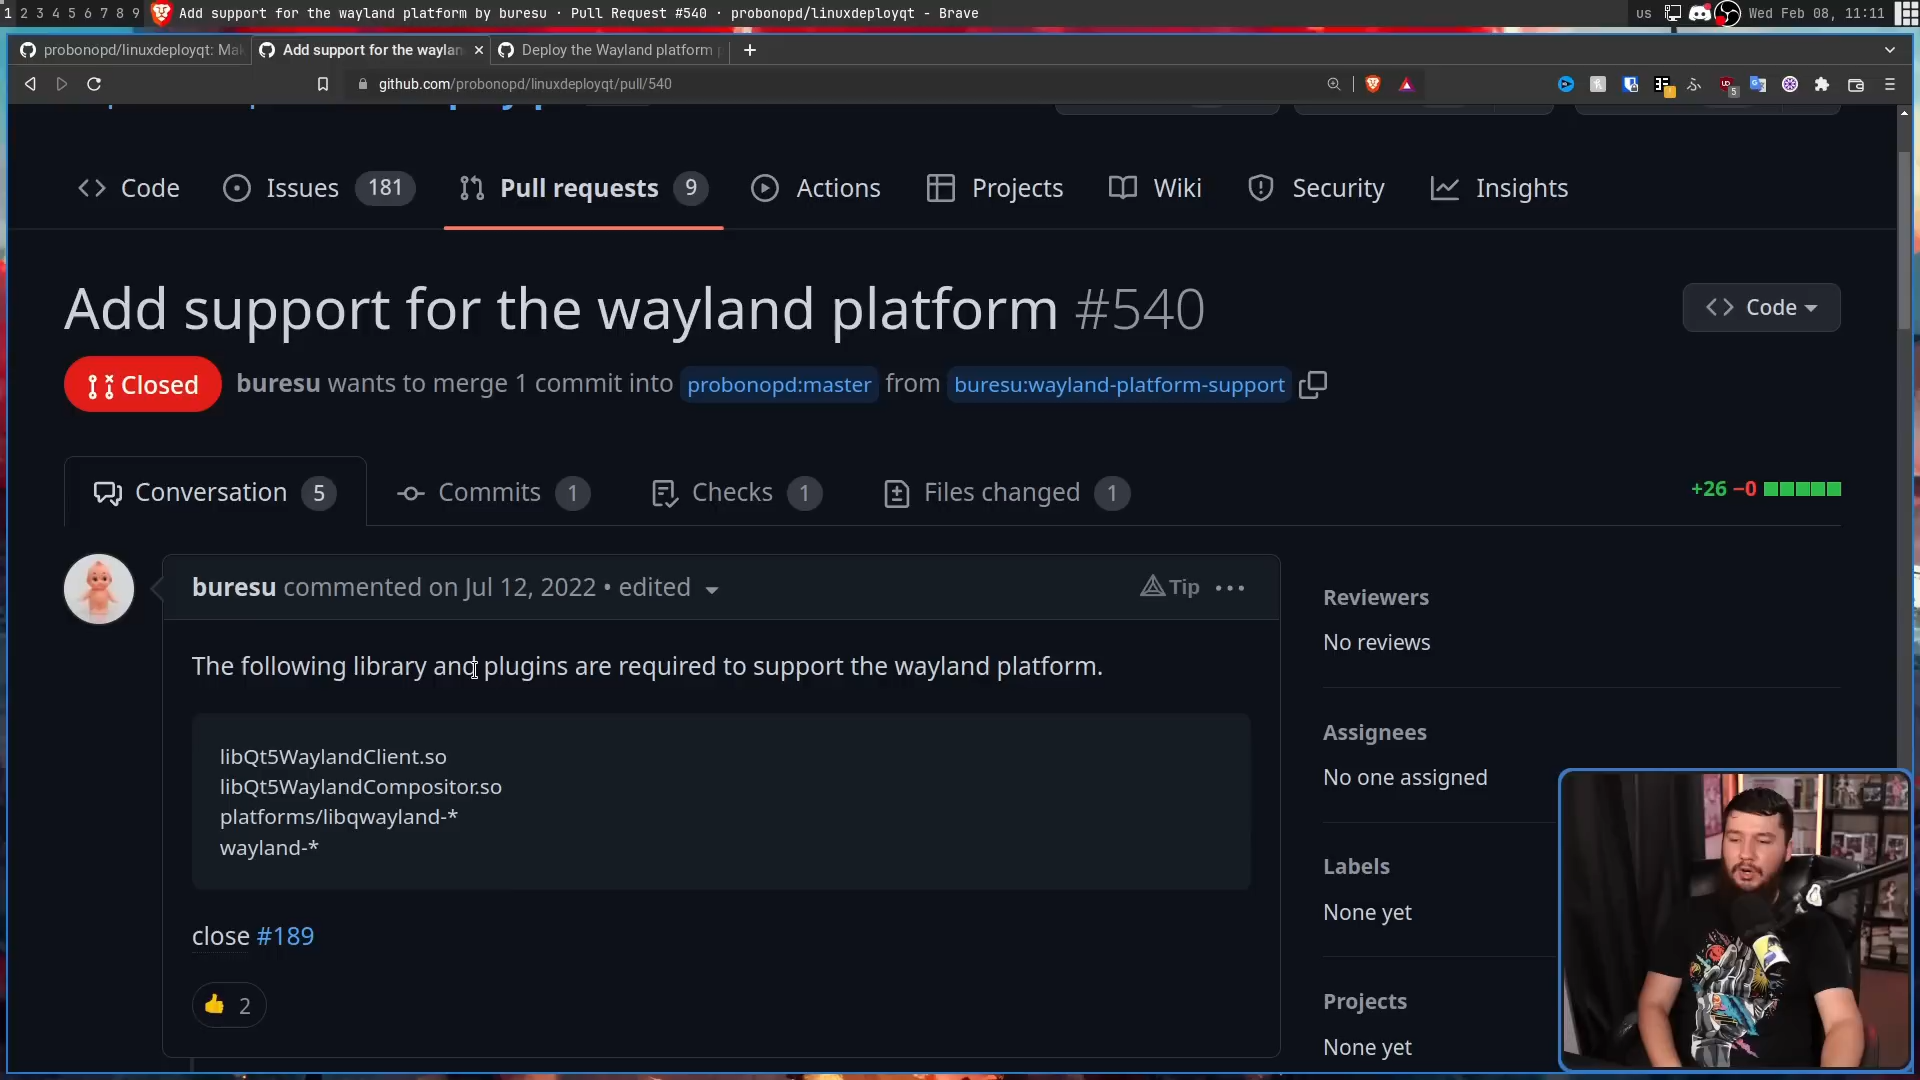 1 2 3 4 5 6 7 8 9 Add support for the wayland platform by buresu · Pull Request #540 · probonopd/linuxdeployqt - Brave us Wed Feb 08, 11:11
probonopd/linuxdeployqt: Mak Add support for the waylan Deploy the Wayland platform p
github.com/probonopd/linuxdeployqt/pull/540
Code Issues 181 Pull requests 9 Actions Projects Wiki Security Insights
Add support for the wayland platform #540
Code
Closed buresu wants to merge 1 commit into probonopd:master from buresu:wayland-platform-support
Conversation 5 Commits 1 Checks 1 Files changed 1 +26 −0
buresu commented on Jul 12, 2022 • edited Tip
The following library and plugins are required to support the wayland platform.
libQt5WaylandClient.so
libQt5WaylandCompositor.so
platforms/libqwayland-*
wayland-*
close #189
👍 2
Reviewers
No reviews
Assignees
No one assigned
Labels
None yet
Projects
None yet